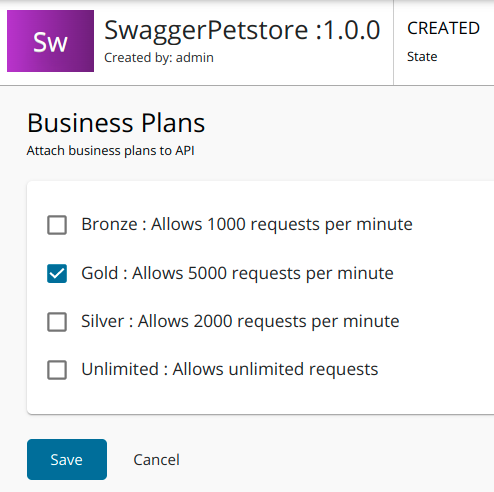 Sw
SwaggerPetstore :1.0.0
Created by: admin
CREATED
State
Business Plans
Attach business plans to API
Bronze : Allows 1000 requests per minute
Gold : Allows 5000 requests per minute
Silver : Allows 2000 requests per minute
Unlimited : Allows unlimited requests
Save
Cancel